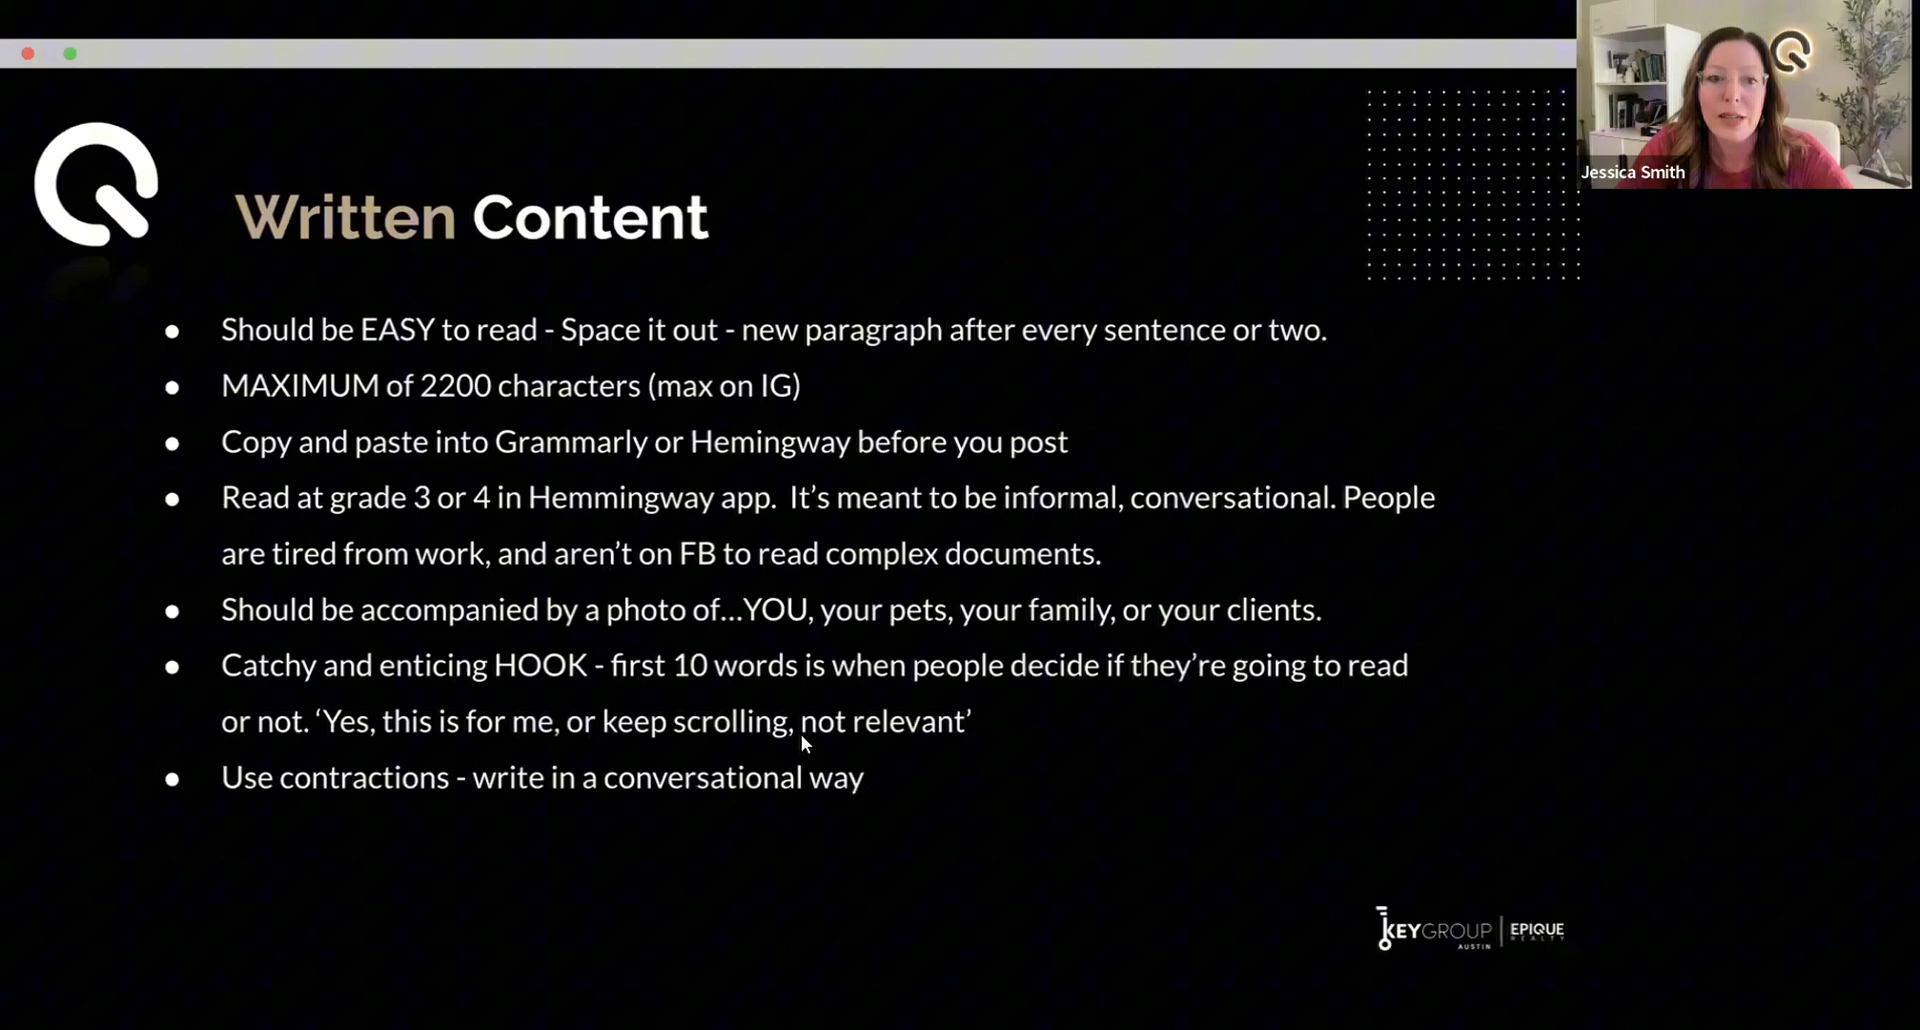 Jessica Smith
Written Content
● Should be EASY to read - Space it out - new paragraph after every sentence or two.
● MAXIMUM of 2200 characters (max on IG)
● Copy and paste into Grammarly or Hemingway before you post
● Read at grade 3 or 4 in Hemmingway app.  It’s meant to be informal, conversational. People
are tired from work, and aren’t on FB to read complex documents.
● Should be accompanied by a photo of...YOU, your pets, your family, or your clients.
● Catchy and enticing HOOK - first 10 words is when people decide if they’re going to read
or not. ‘Yes, this is for me, or keep scrolling, not relevant’
● Use contractions - write in a conversational way
KEYGROUP | EPIQUE
AUSTIN REALTY